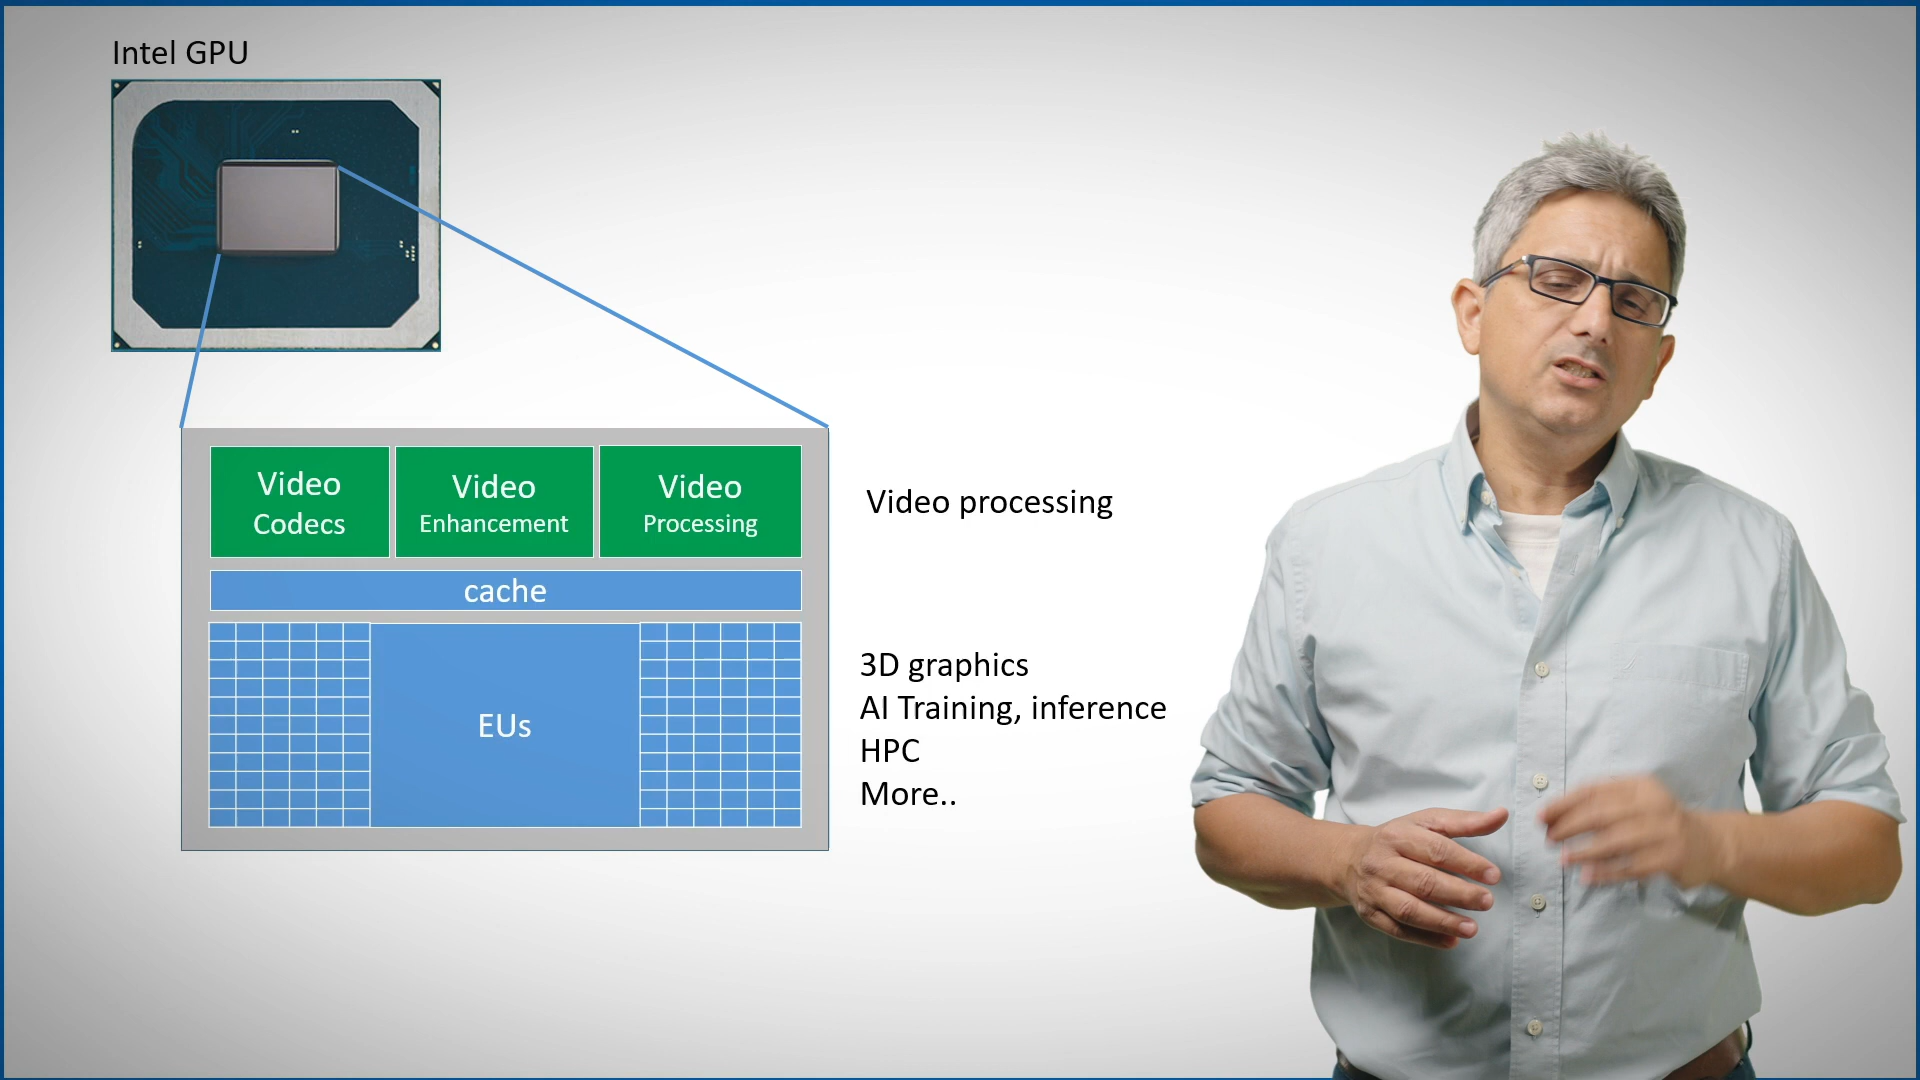 Intel GPU
Video
Codecs
Video
Enhancement
Video
Processing
Video processing
cache
EUs
3D graphics
AI Training, inference
HPC
More..